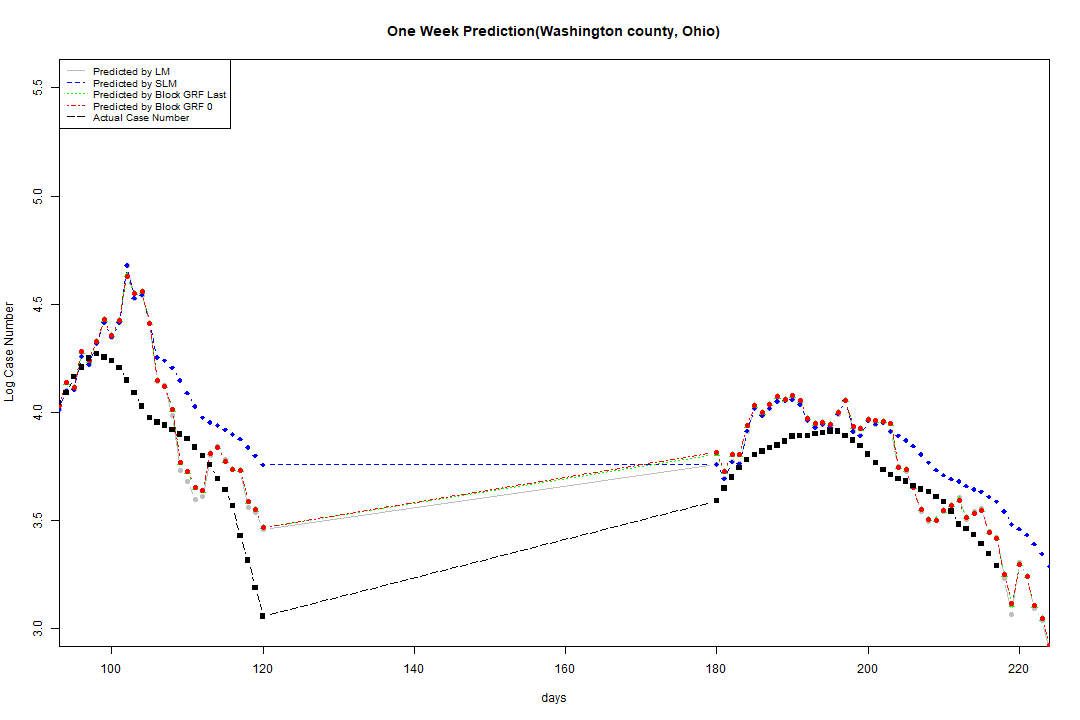 One Week Prediction(Washington county, Ohio)
Predicted by LM
Predicted by SLM
Predicted by Block GRF Last
Predicted by Block GRF 0
Actual Case Number
5.5
5.0
4.5
4.0
3.5
3.0
Log Case Number
100 120 140 160 180 200 220
days